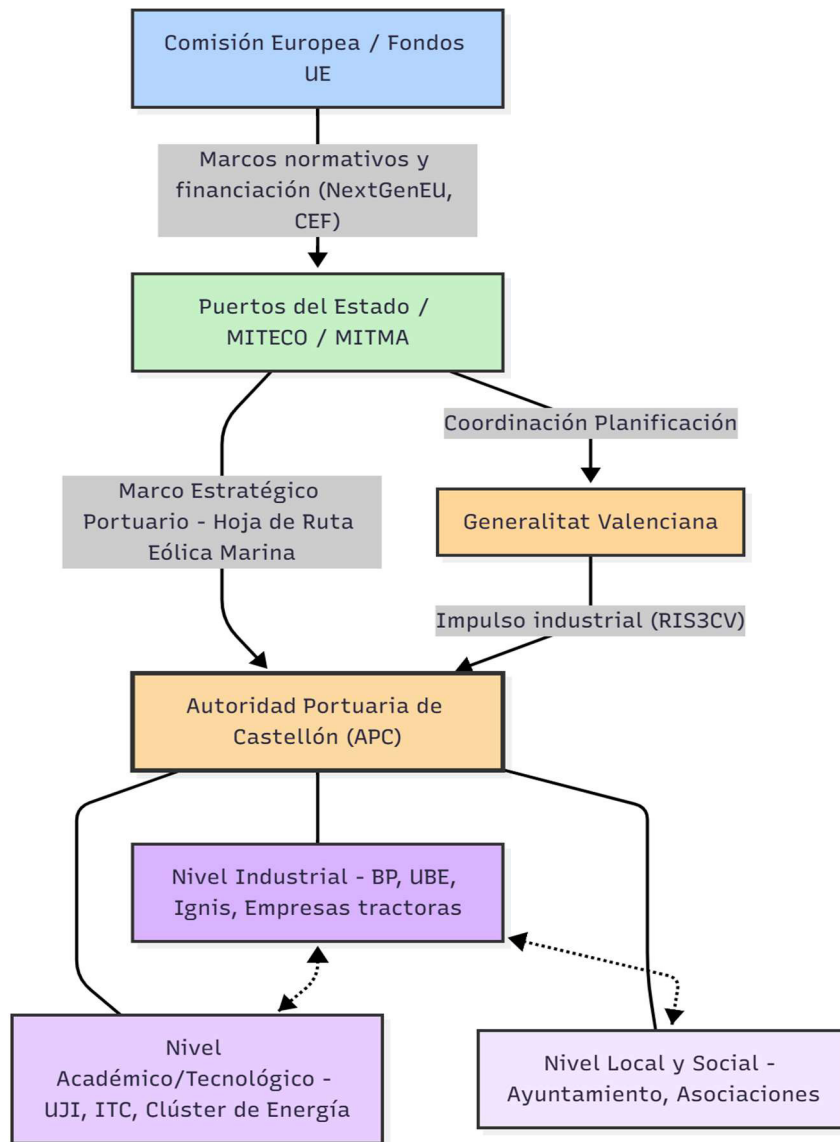 Comisión Europea / Fondos
UE
Marcos normativos y
financiación (NextGenEU,
CEF)
Puertos del Estado /
MITECO / MITMA
Coordinación Planificación
Marco Estratégico
Portuario - Hoja de Ruta
Eólica Marina
Generalitat Valenciana
Impulso industrial (RIS3CV)
Autoridad Portuaria de
Castellón (APC)
Nivel Industrial - BP, UBE,
Ignis, Empresas tractoras
Nivel
Académico/Tecnológico -
UJI, ITC, Clúster de Energía
Nivel Local y Social -
Ayuntamiento, Asociaciones